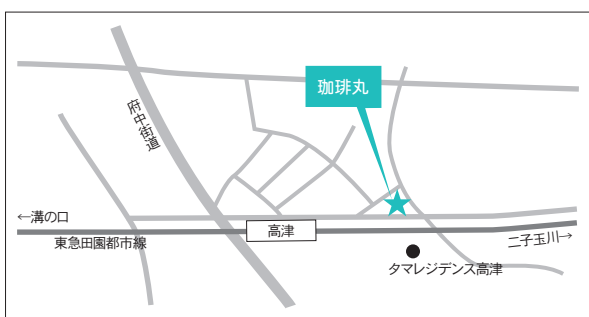 珈琲丸
府中街道
←溝の口
高津
東急田園都市線
二子玉川→
タマレジデンス高津